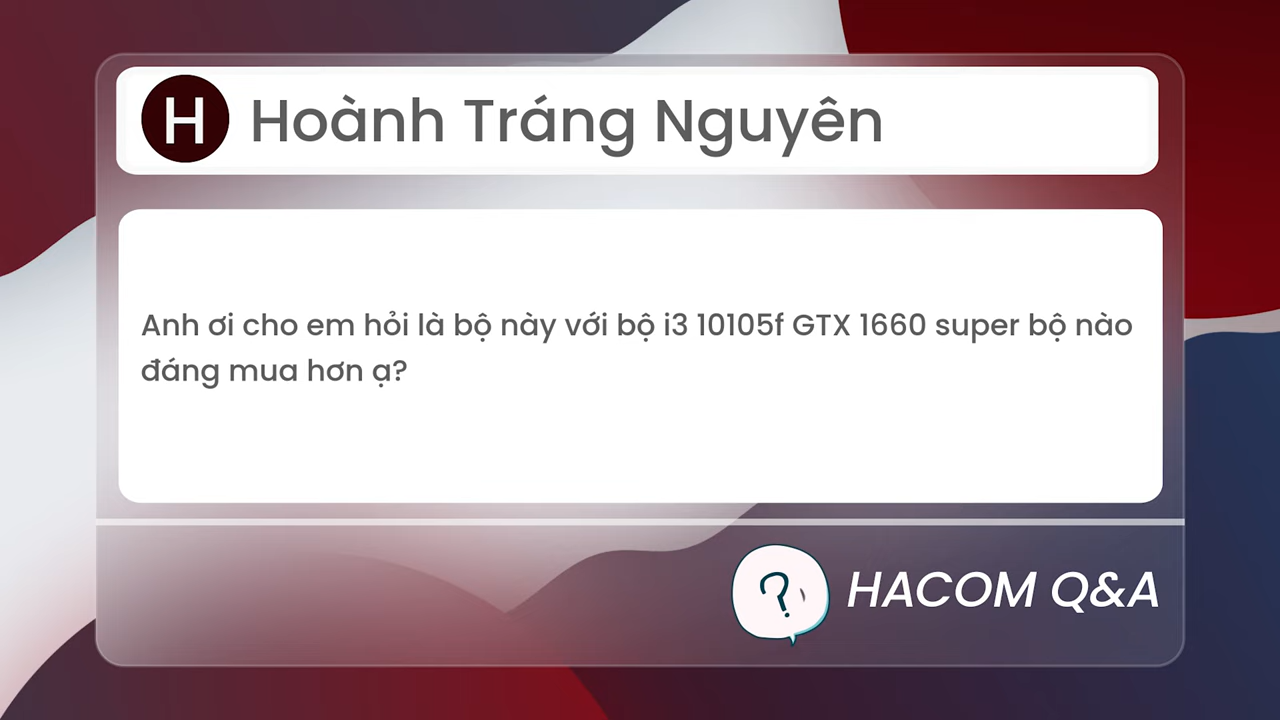 H Hoành Tráng Nguyên
Anh ơi cho em hỏi là bộ này với bộ i3 10105f GTX 1660 super bộ nào
đáng mua hơn ạ?
? HACOM Q&A